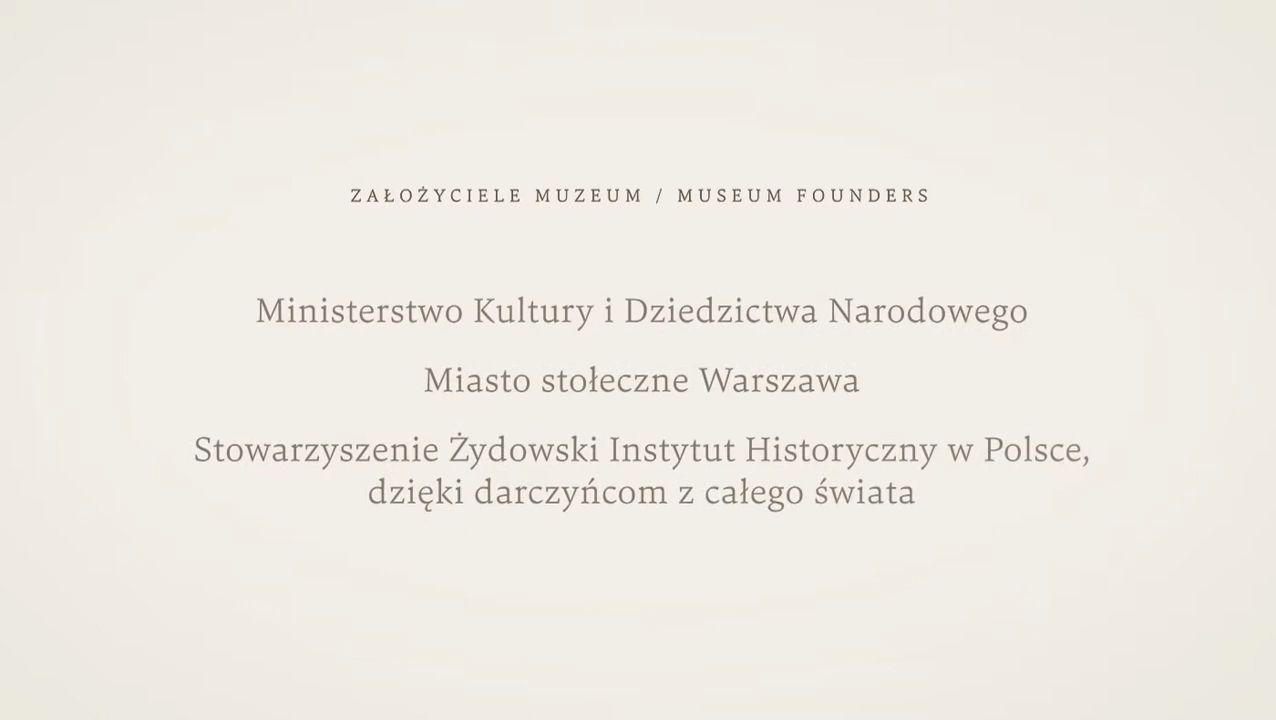 ZAŁOŻYCIELE MUZEUM / MUSEUM FOUNDERS
Ministerstwo Kultury i Dziedzictwa Narodowego
Miasto stołeczne Warszawa
Stowarzyszenie Żydowski Instytut Historyczny w Polsce,
dzięki darczyńcom z całego świata